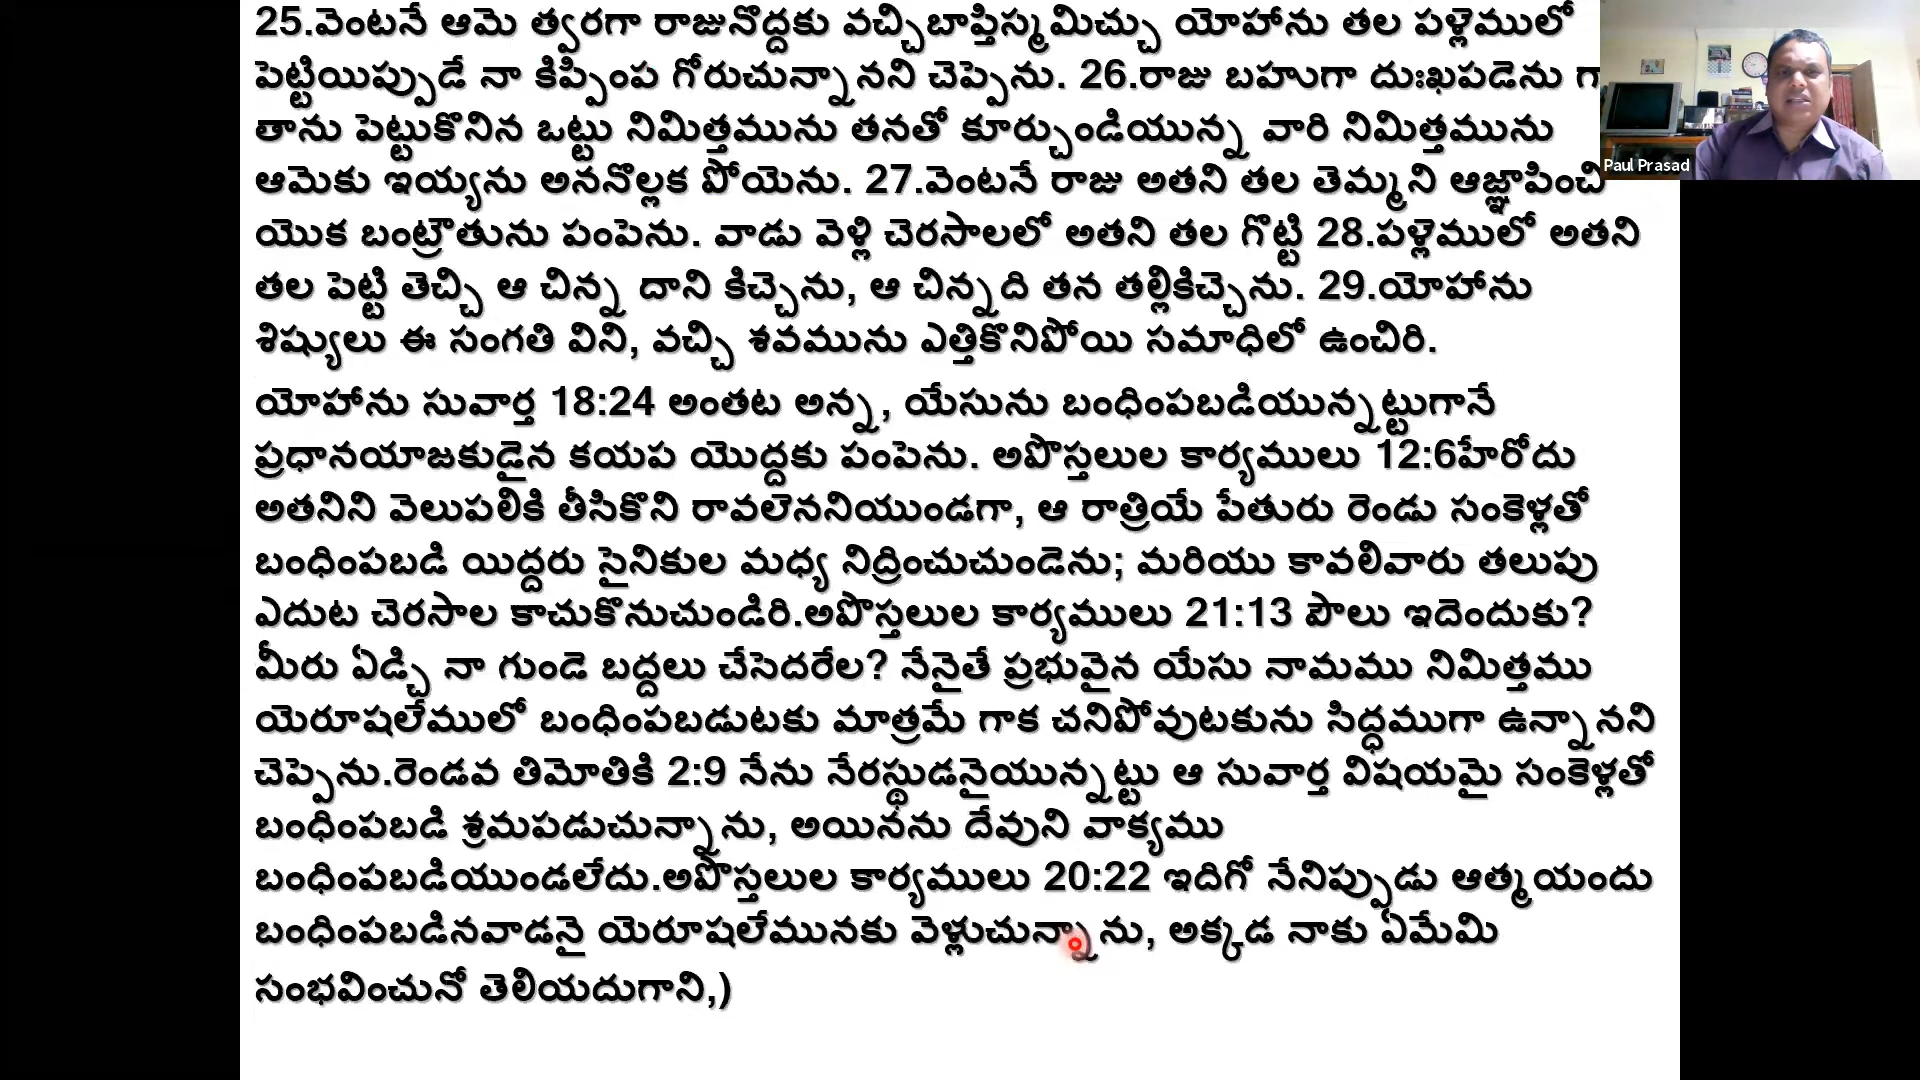 25.వెంటనే ఆమె త్వరగా రాజునొద్దకు వచ్చిబాప్తిస్మమిచ్చు యోహాను తల పళ్లెములో
పెట్టియిప్పుడే నా కిప్పింప గోరుచున్నానని చెప్పెను. 26.రాజు బహుగా దుఃఖపడెను గా
తాను పెట్టుకొనిన ఒట్టు నిమిత్తమును తనతో కూర్చుండియున్న వారి నిమిత్తమును
ఆమెకు ఇయ్యను అననొల్లక పోయెను. 27.వెంటనే రాజు అతని తల తెమ్మని ఆజ్ఞాపించి
యొక బంట్రౌతును పంపెను. వాడు వెళ్లి చెరసాలలో అతని తల గొట్టి 28.పళ్లెములో అతని
తల పెట్టి తెచ్చి ఆ చిన్న దాని కిచ్చెను, ఆ చిన్నది తన తల్లికిచ్చెను. 29.యోహాను
శిష్యులు ఈ సంగతి విని, వచ్చి శవమును ఎత్తికొనిపోయి సమాధిలో ఉంచిరి.
యోహాను సువార్త 18:24 అంతట అన్న, యేసును బంధింపబడియున్నట్టుగానే
ప్రధానయాజకుడైన కయప యొద్దకు పంపెను. అపొస్తలుల కార్యములు 12:6హేరోదు
అతనిని వెలుపలికి తీసికొని రావలెననియుండగా, ఆ రాత్రియే పేతురు రెండు సంకెళ్లతో
బంధింపబడి యిద్దరు సైనికుల మధ్య నిద్రించుచుండెను; మరియు కావలివారు తలుపు
ఎదుట చెరసాల కాచుకొనుచుండిరి.అపొస్తలుల కార్యములు 21:13 పౌలు ఇదెందుకు?
మీరు ఏడ్చి నా గుండె బద్దలు చేసెదరేల? నేనైతే ప్రభువైన యేసు నామము నిమిత్తము
యెరూషలేములో బంధింపబడుటకు మాత్రమే గాక చనిపోవుటకును సిద్ధముగా ఉన్నానని
చెప్పెను.రెండవ తిమోతికి 2:9 నేను నేరస్థుడనైయున్నట్టు ఆ సువార్త విషయమై సంకెళ్లతో
బంధింపబడి శ్రమపడుచున్నాను, అయినను దేవుని వాక్యము
బంధింపబడియుండలేదు.అపొస్తలుల కార్యములు 20:22 ఇదిగో నేనిప్పుడు ఆత్మయందు
బంధింపబడినవాడనై యెరూషలేమునకు వెళ్లుచున్నాను, అక్కడ నాకు ఏమేమి
సంభవించునో తెలియదుగాని,)
Paul Prasad